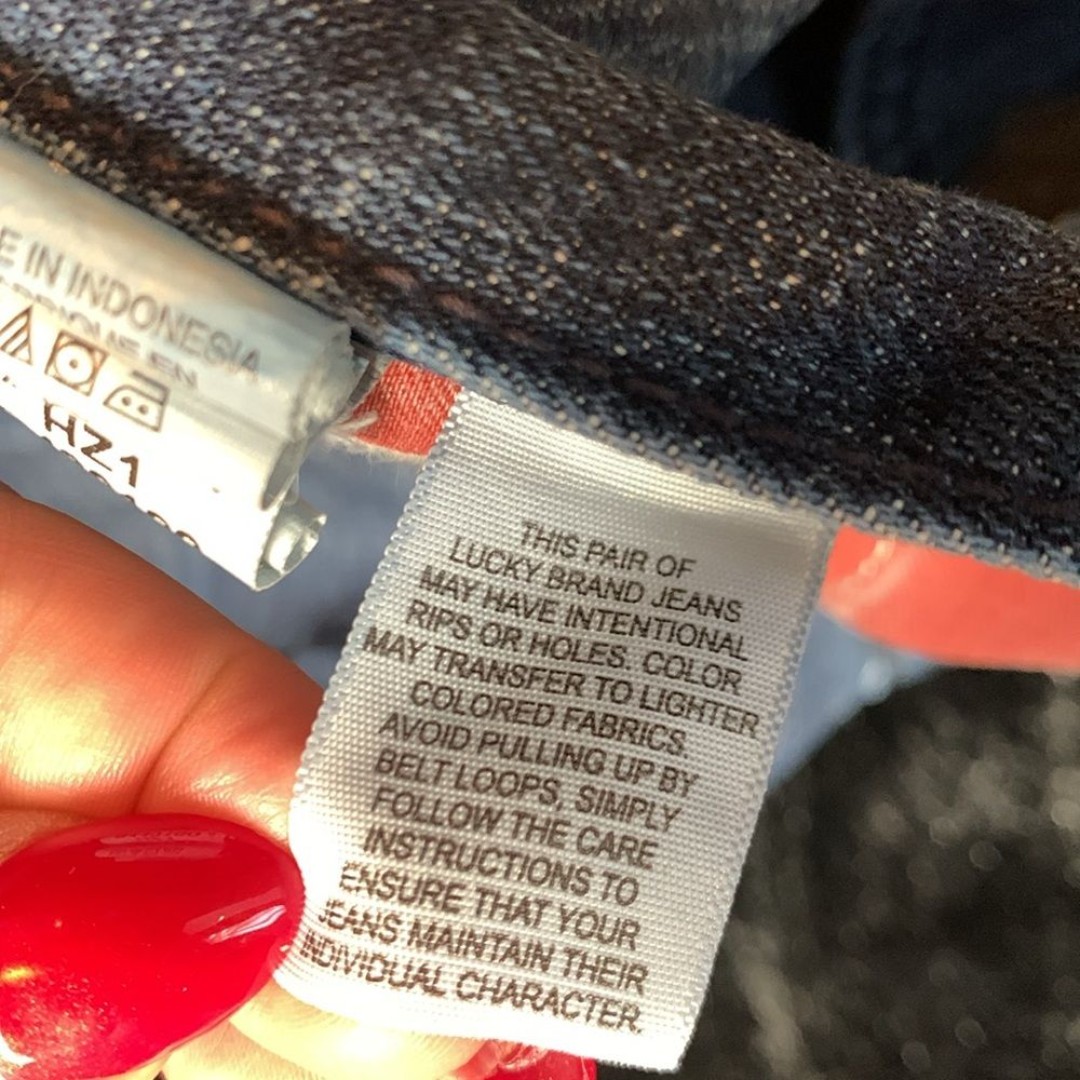 E IN INDONESIA
HZ1
THIS PAIR OF
LUCKY BRAND JEANS
MAY HAVE INTENTIONAL
RIPS OR HOLES. COLOR
MAY TRANSFER TO LIGHTER
COLORED FABRICS.
AVOID PULLING UP BY
BELT LOOPS, SIMPLY
FOLLOW THE CARE
INSTRUCTIONS TO
ENSURE THAT YOUR
JEANS MAINTAIN THEIR
INDIVIDUAL CHARACTER.